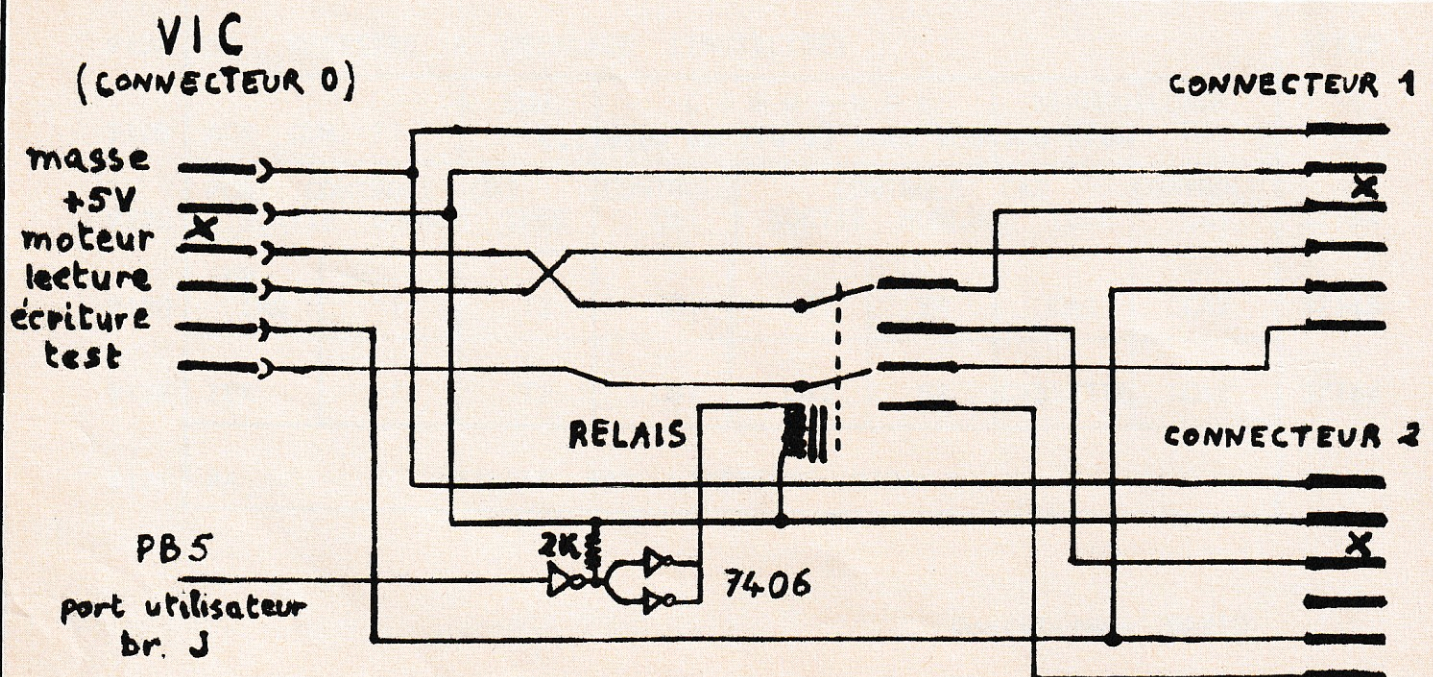 VIC
(CONNECTEUR 0)
CONNECTEUR 1
masse
+5V
X
X
moteur
lecture
écriture
test
RELAIS
CONNECTEUR 2
PB5
2K
X
7406
port utilisateur
br. J